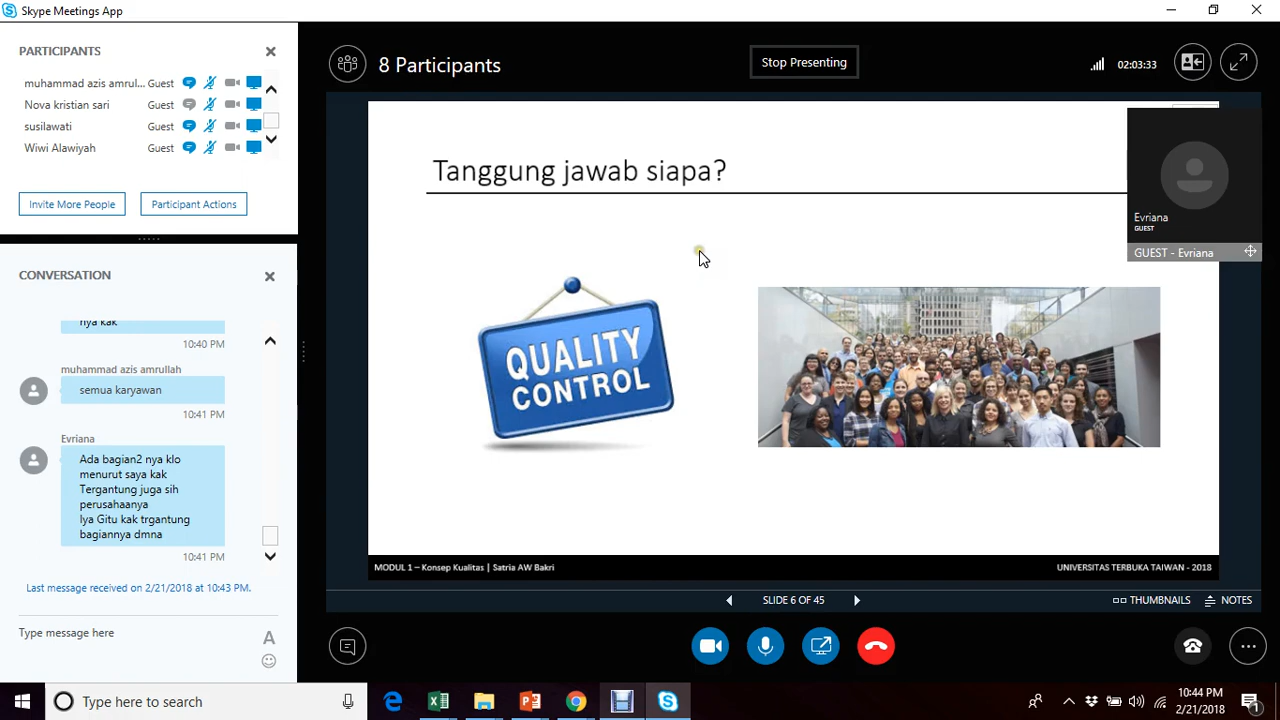 Skype Meetings App
PARTICIPANTS
muhammad azis amrul... Guest
Nova kristian sari Guest
susilawati Guest
Wiwi Alawiyah Guest
Invite More People
Participant Actions
CONVERSATION
nya kak
10:40 PM
muhammad azis amrullah
semua karyawan
10:41 PM
Evriana
Ada bagian2 nya klo
menurut saya kak
Tergantung juga sih
perusahaanya
Iya Gitu kak trgantung
bagiannya dmna
10:41 PM
Last message received on 2/21/2018 at 10:43 PM.
Type message here
A
8 Participants
Stop Presenting
02:03:33
Tanggung jawab siapa?
Evriana
GUEST
GUEST - Evriana
QUALITY
CONTROL
MODUL 1 – Konsep Kualitas | Satria AW Bakri
UNIVERSITAS TERBUKA TAIWAN - 2018
SLIDE 6 OF 45
THUMBNAILS
NOTES
Type here to search
10:44 PM
2/21/2018
1